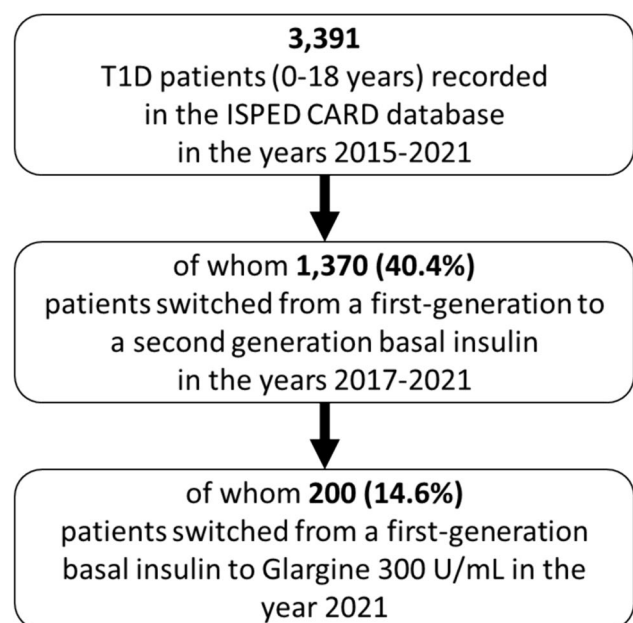 3,391
T1D patients (0-18 years) recorded
in the ISPED CARD database
in the years 2015-2021
of whom 1,370 (40.4%)
patients switched from a first-generation to
a second generation basal insulin
in the years 2017-2021
of whom 200 (14.6%)
patients switched from a first-generation
basal insulin to Glargine 300 U/mL in the
year 2021